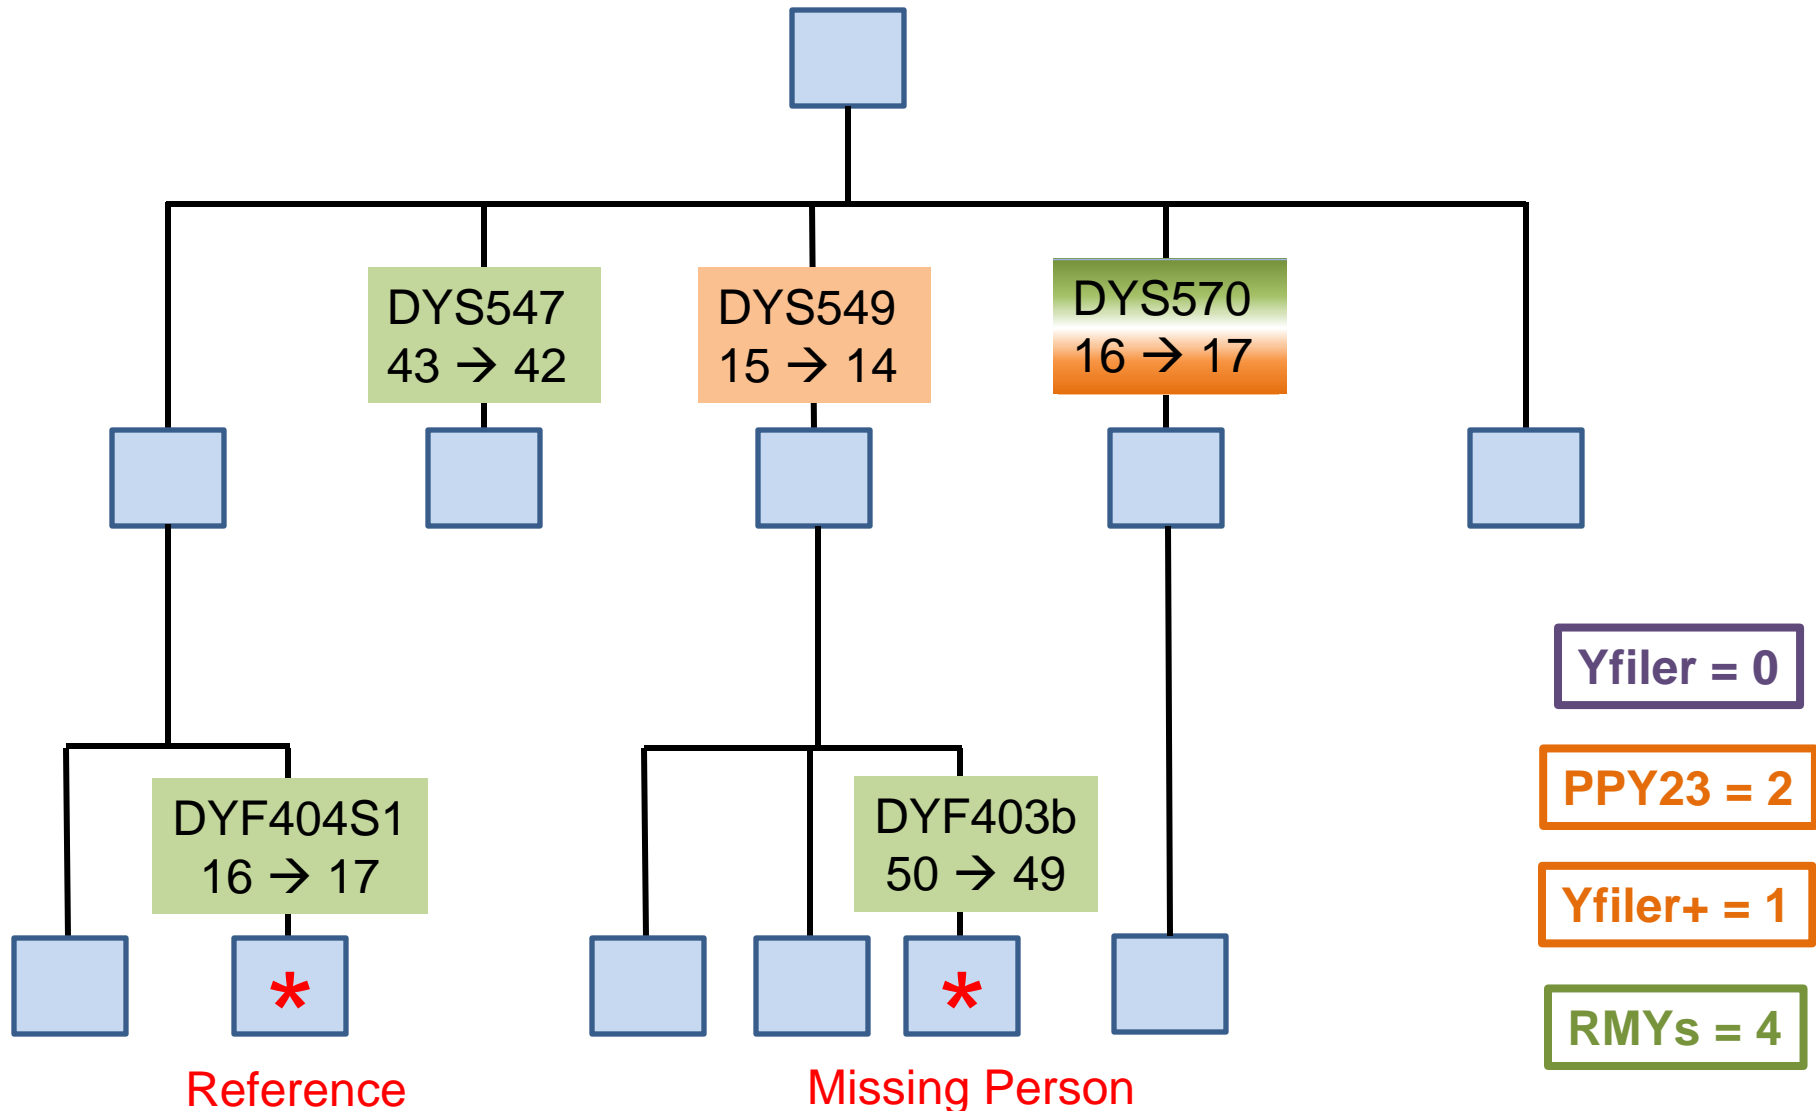 DYS547
43 → 42
DYS549
15 → 14
DYS570
16 → 17
Yfiler = 0
PPY23 = 2
DYF404S1
16 → 17
DYF403b
50 → 49
Yfiler+ = 1
*
*
RMYs = 4
Reference
Missing Person